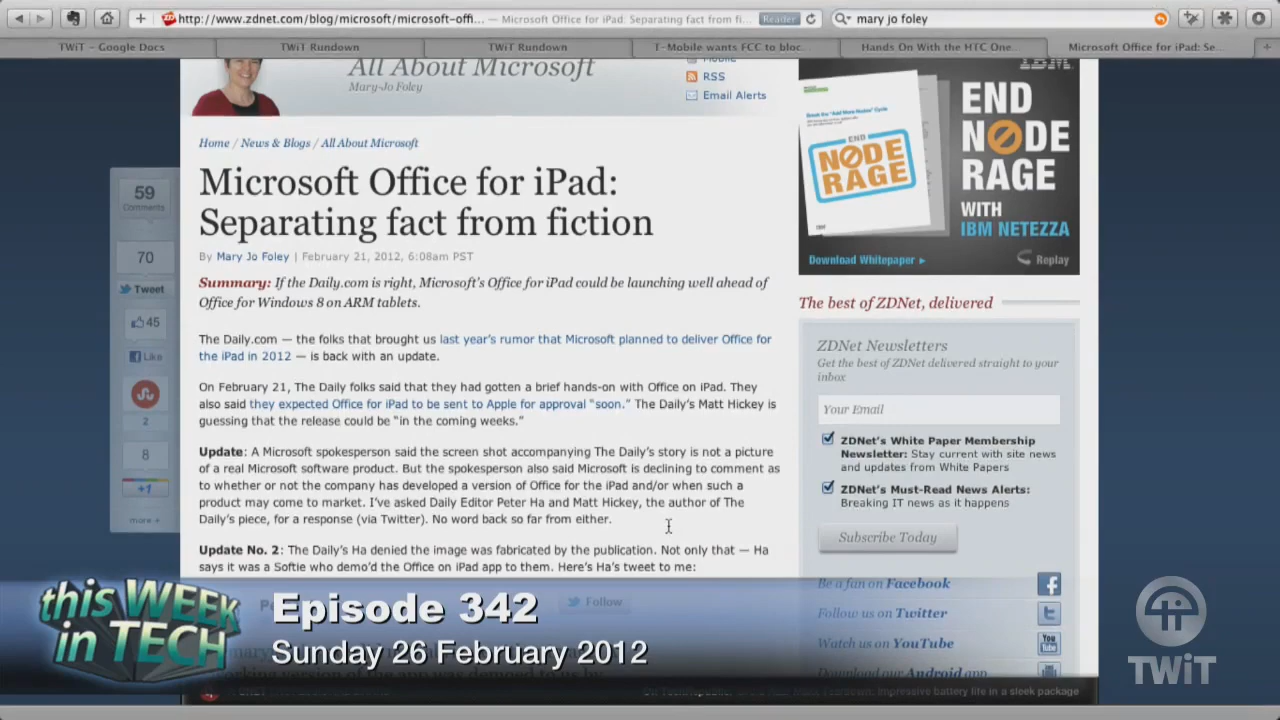 http://www.zdnet.com/blog/microsoft/microsoft-offi... — Microsoft Office for iPad: Separating fact from fi... Reader
mary jo foley
TWiT – Google Docs
TWiT Rundown
TWiT Rundown
T-Mobile wants FCC to bloc...
Hands On With the HTC One...
Microsoft Office for iPad: Se...
All About Microsoft
Mary-Jo Foley
Mobile
RSS
Email Alerts
Home / News & Blogs / All About Microsoft
Microsoft Office for iPad:
Separating fact from fiction
By Mary Jo Foley | February 21, 2012, 6:08am PST
Summary: If the Daily.com is right, Microsoft's Office for iPad could be launching well ahead of
Office for Windows 8 on ARM tablets.
The Daily.com — the folks that brought us last year's rumor that Microsoft planned to deliver Office for
the iPad in 2012 — is back with an update.
On February 21, The Daily folks said that they had gotten a brief hands-on with Office on iPad. They
also said they expected Office for iPad to be sent to Apple for approval "soon." The Daily's Matt Hickey is
guessing that the release could be "in the coming weeks."
Update: A Microsoft spokesperson said the screen shot accompanying The Daily's story is not a picture
of a real Microsoft software product. But the spokesperson also said Microsoft is declining to comment as
to whether or not the company has developed a version of Office for the iPad and/or when such a
product may come to market. I've asked Daily Editor Peter Ha and Matt Hickey, the author of The
Daily's piece, for a response (via Twitter). No word back so far from either.
Update No. 2: The Daily's Ha denied the image was fabricated by the publication. Not only that — Ha
says it was a Softie who demo'd the Office on iPad app to them. Here's Ha's tweet to me:
Follow
59
Comments
70
Tweet
45
Like
2
8
+1
more +
IBM
Break the "Add More Nodes" Cycle
END
NODE
RAGE
END
NODE
RAGE
WITH
IBM NETEZZA
Download Whitepaper ▸
Replay
The best of ZDNet, delivered
ZDNet Newsletters
Get the best of ZDNet delivered straight to your
inbox
Your Email
ZDNet's White Paper Membership
Newsletter: Stay current with site news
and updates from White Papers
ZDNet's Must-Read News Alerts:
Breaking IT news as it happens
Subscribe Today
Be a fan on Facebook
Follow us on Twitter
Watch us on YouTube
You
Tube
Download our Android app
impressive battery life in a sleek package
this WEEK
in TECH
Episode 342
Sunday 26 February 2012
TWiT